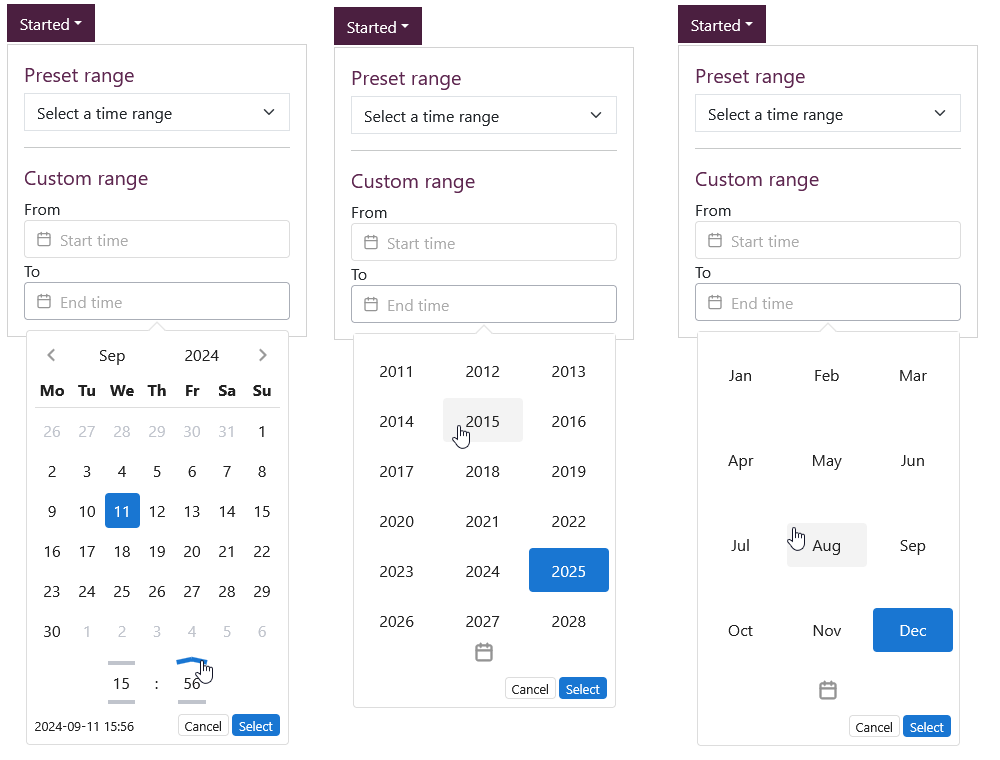 Started
Preset range
Select a time range
Custom range
From
Start time
To
End time
Sep 2024
Mo Tu We Th Fr Sa Su
26 27 28 29 30 31 1
2 3 4 5 6 7 8
9 10 11 12 13 14 15
16 17 18 19 20 21 22
23 24 25 26 27 28 29
30 1 2 3 4 5 6
15 : 56
2024-09-11 15:56 Cancel Select
Started
Preset range
Select a time range
Custom range
From
Start time
To
End time
2011 2012 2013
2014 2015 2016
2017 2018 2019
2020 2021 2022
2023 2024 2025
2026 2027 2028
Cancel Select
Started
Preset range
Select a time range
Custom range
From
Start time
To
End time
Jan Feb Mar
Apr May Jun
Jul Aug Sep
Oct Nov Dec
Cancel Select